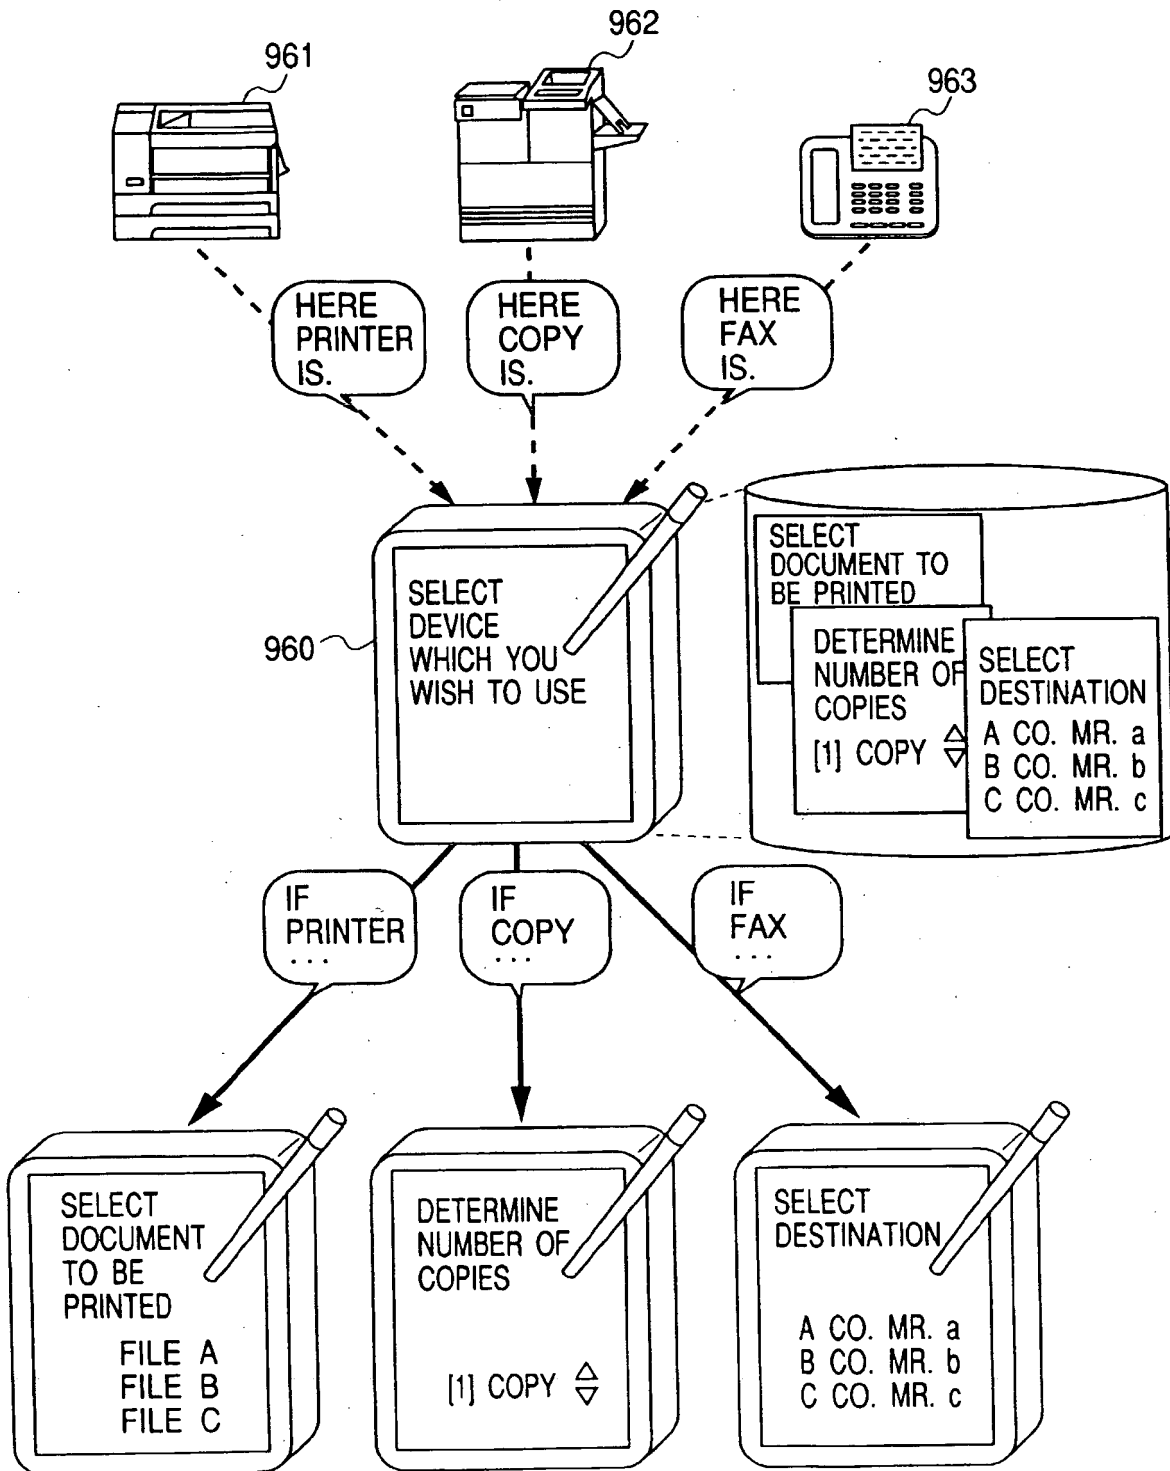 961
962
963
HERE
PRINTER
IS.
HERE
COPY
IS.
HERE
FAX
IS.
960
SELECT
DEVICE
WHICH YOU
WISH TO USE
SELECT
DOCUMENT TO
BE PRINTED
DETERMINE
NUMBER OF
COPIES
[1] COPY
SELECT
DESTINATION
A CO. MR. a
B CO. MR. b
C CO. MR. c
IF
PRINTER
...
IF
COPY
...
IF
FAX
...
SELECT
DOCUMENT
TO BE
PRINTED
FILE A
FILE B
FILE C
DETERMINE
NUMBER OF
COPIES
[1] COPY
SELECT
DESTINATION
A CO. MR. a
B CO. MR. b
C CO. MR. c